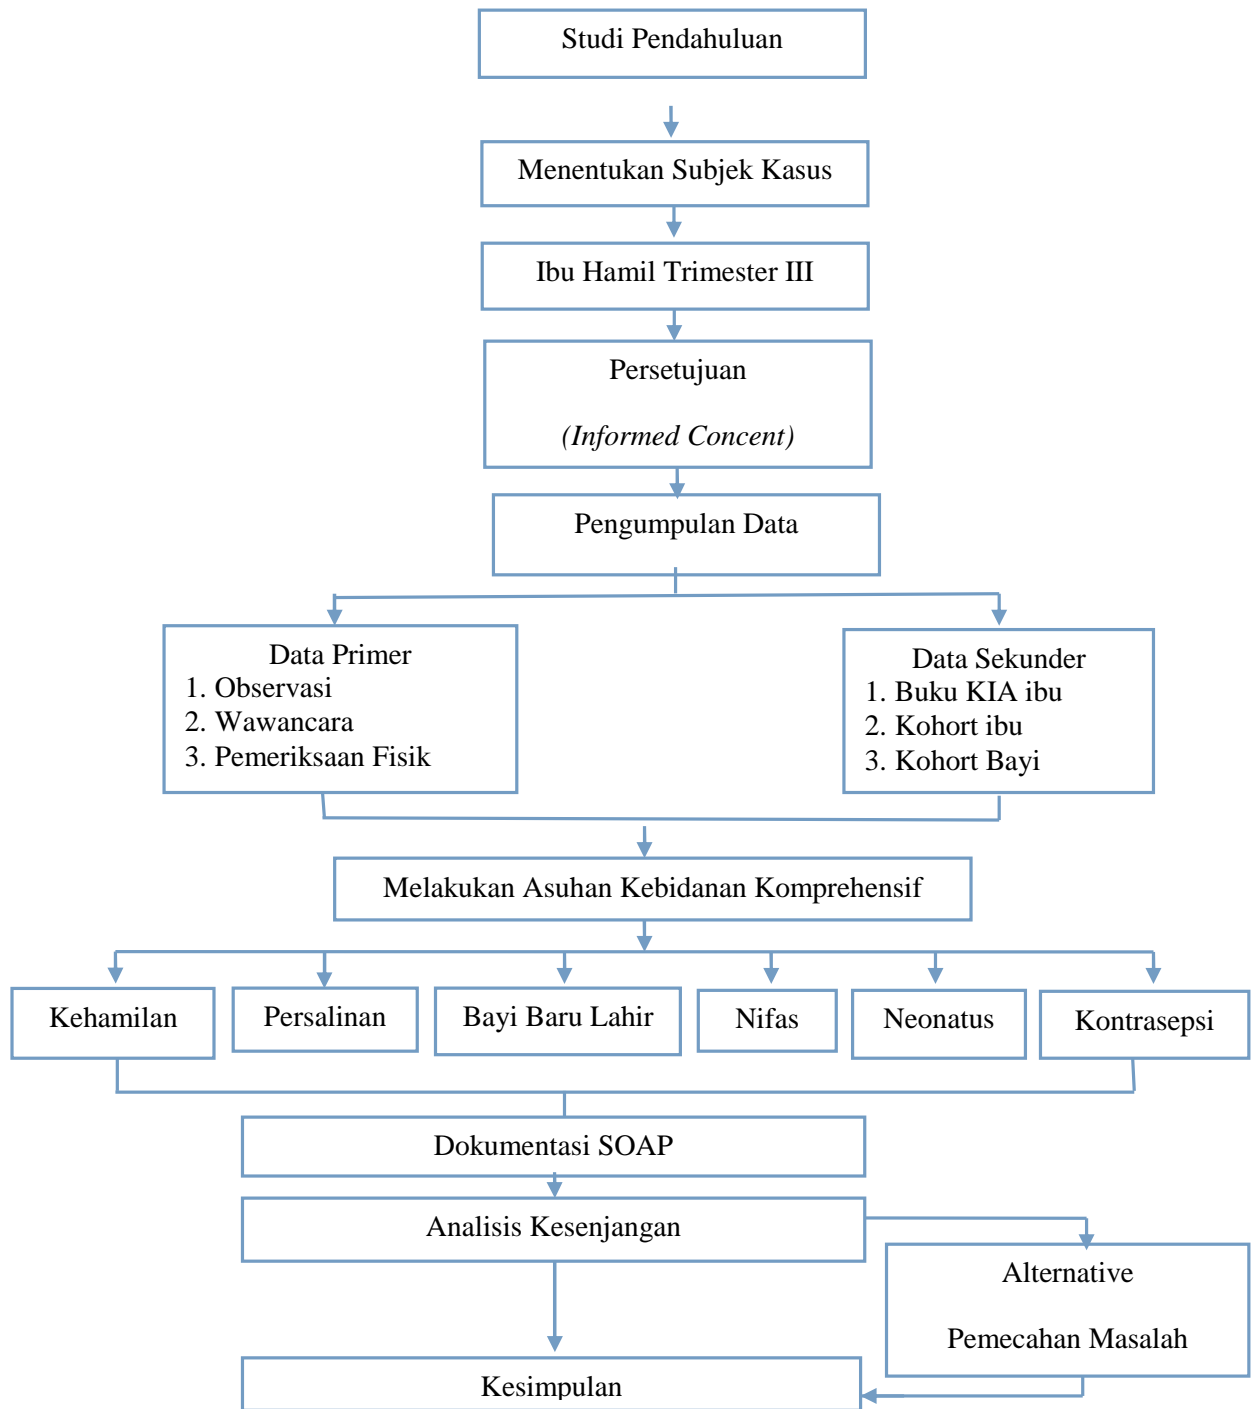 Studi Pendahuluan
Menentukan Subjek Kasus
Ibu Hamil Trimester III
Persetujuan
(Informed Concent)
Pengumpulan Data
Data Primer
1. Observasi
2. Wawancara
3. Pemeriksaan Fisik
Data Sekunder
1. Buku KIA ibu
2. Kohort ibu
3. Kohort Bayi
Melakukan Asuhan Kebidanan Komprehensif
Kehamilan
Persalinan
Bayi Baru Lahir
Nifas
Neonatus
Kontrasepsi
Dokumentasi SOAP
Analisis Kesenjangan
Alternative
Pemecahan Masalah
Kesimpulan